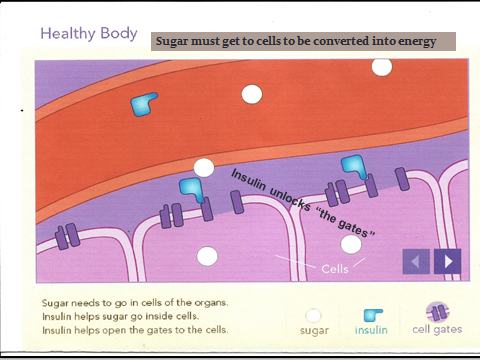 Healthy Body
Sugar must get to cells to be converted into energy
Insulin unlocks "the gates"
Cells
Sugar needs to go in cells of the organs.
Insulin helps sugar go inside cells.
Insulin helps open the gates to the cells.
sugar
insulin
cell gates